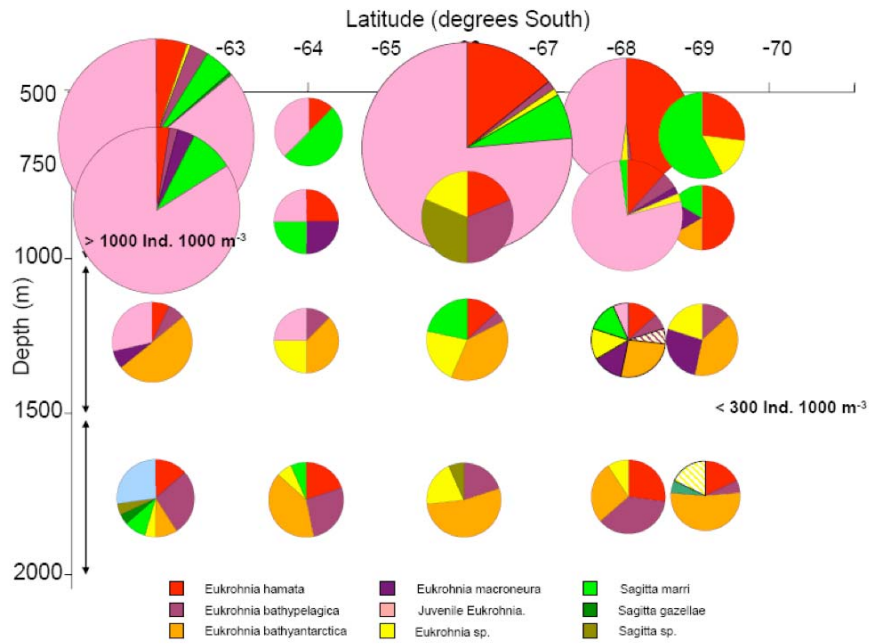 Latitude (degrees South)
-63 -64 -65 -67 -68 -69 -70
500
750
> 1000 Ind. 1000 m-3
1000
Depth (m)
1500
< 300 Ind. 1000 m-3
2000
Eukrohnia hamata Eukrohnia macroneura Sagitta marri
Eukrohnia bathypelagica Juvenile Eukrohnia. Sagitta gazellae
Eukrohnia bathyantarctica Eukrohnia sp. Sagitta sp.